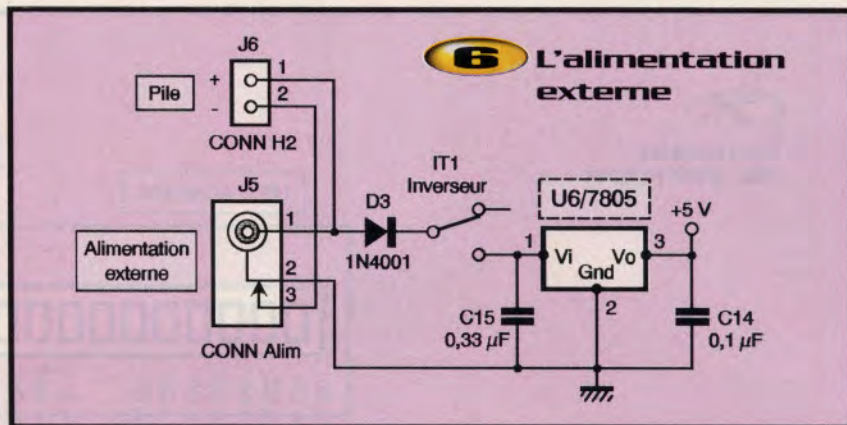 6 L'alimentation
externe
J6
Pile
+
-
1
2
CONN H2
J5
Alimentation
externe
1
2
3
CONN Alim
D3
1N4001
IT1
Inverseur
U6/7805
+5 V
1
Vi
Vo
3
Gnd
2
C15
0,33 µF
C14
0,1 µF